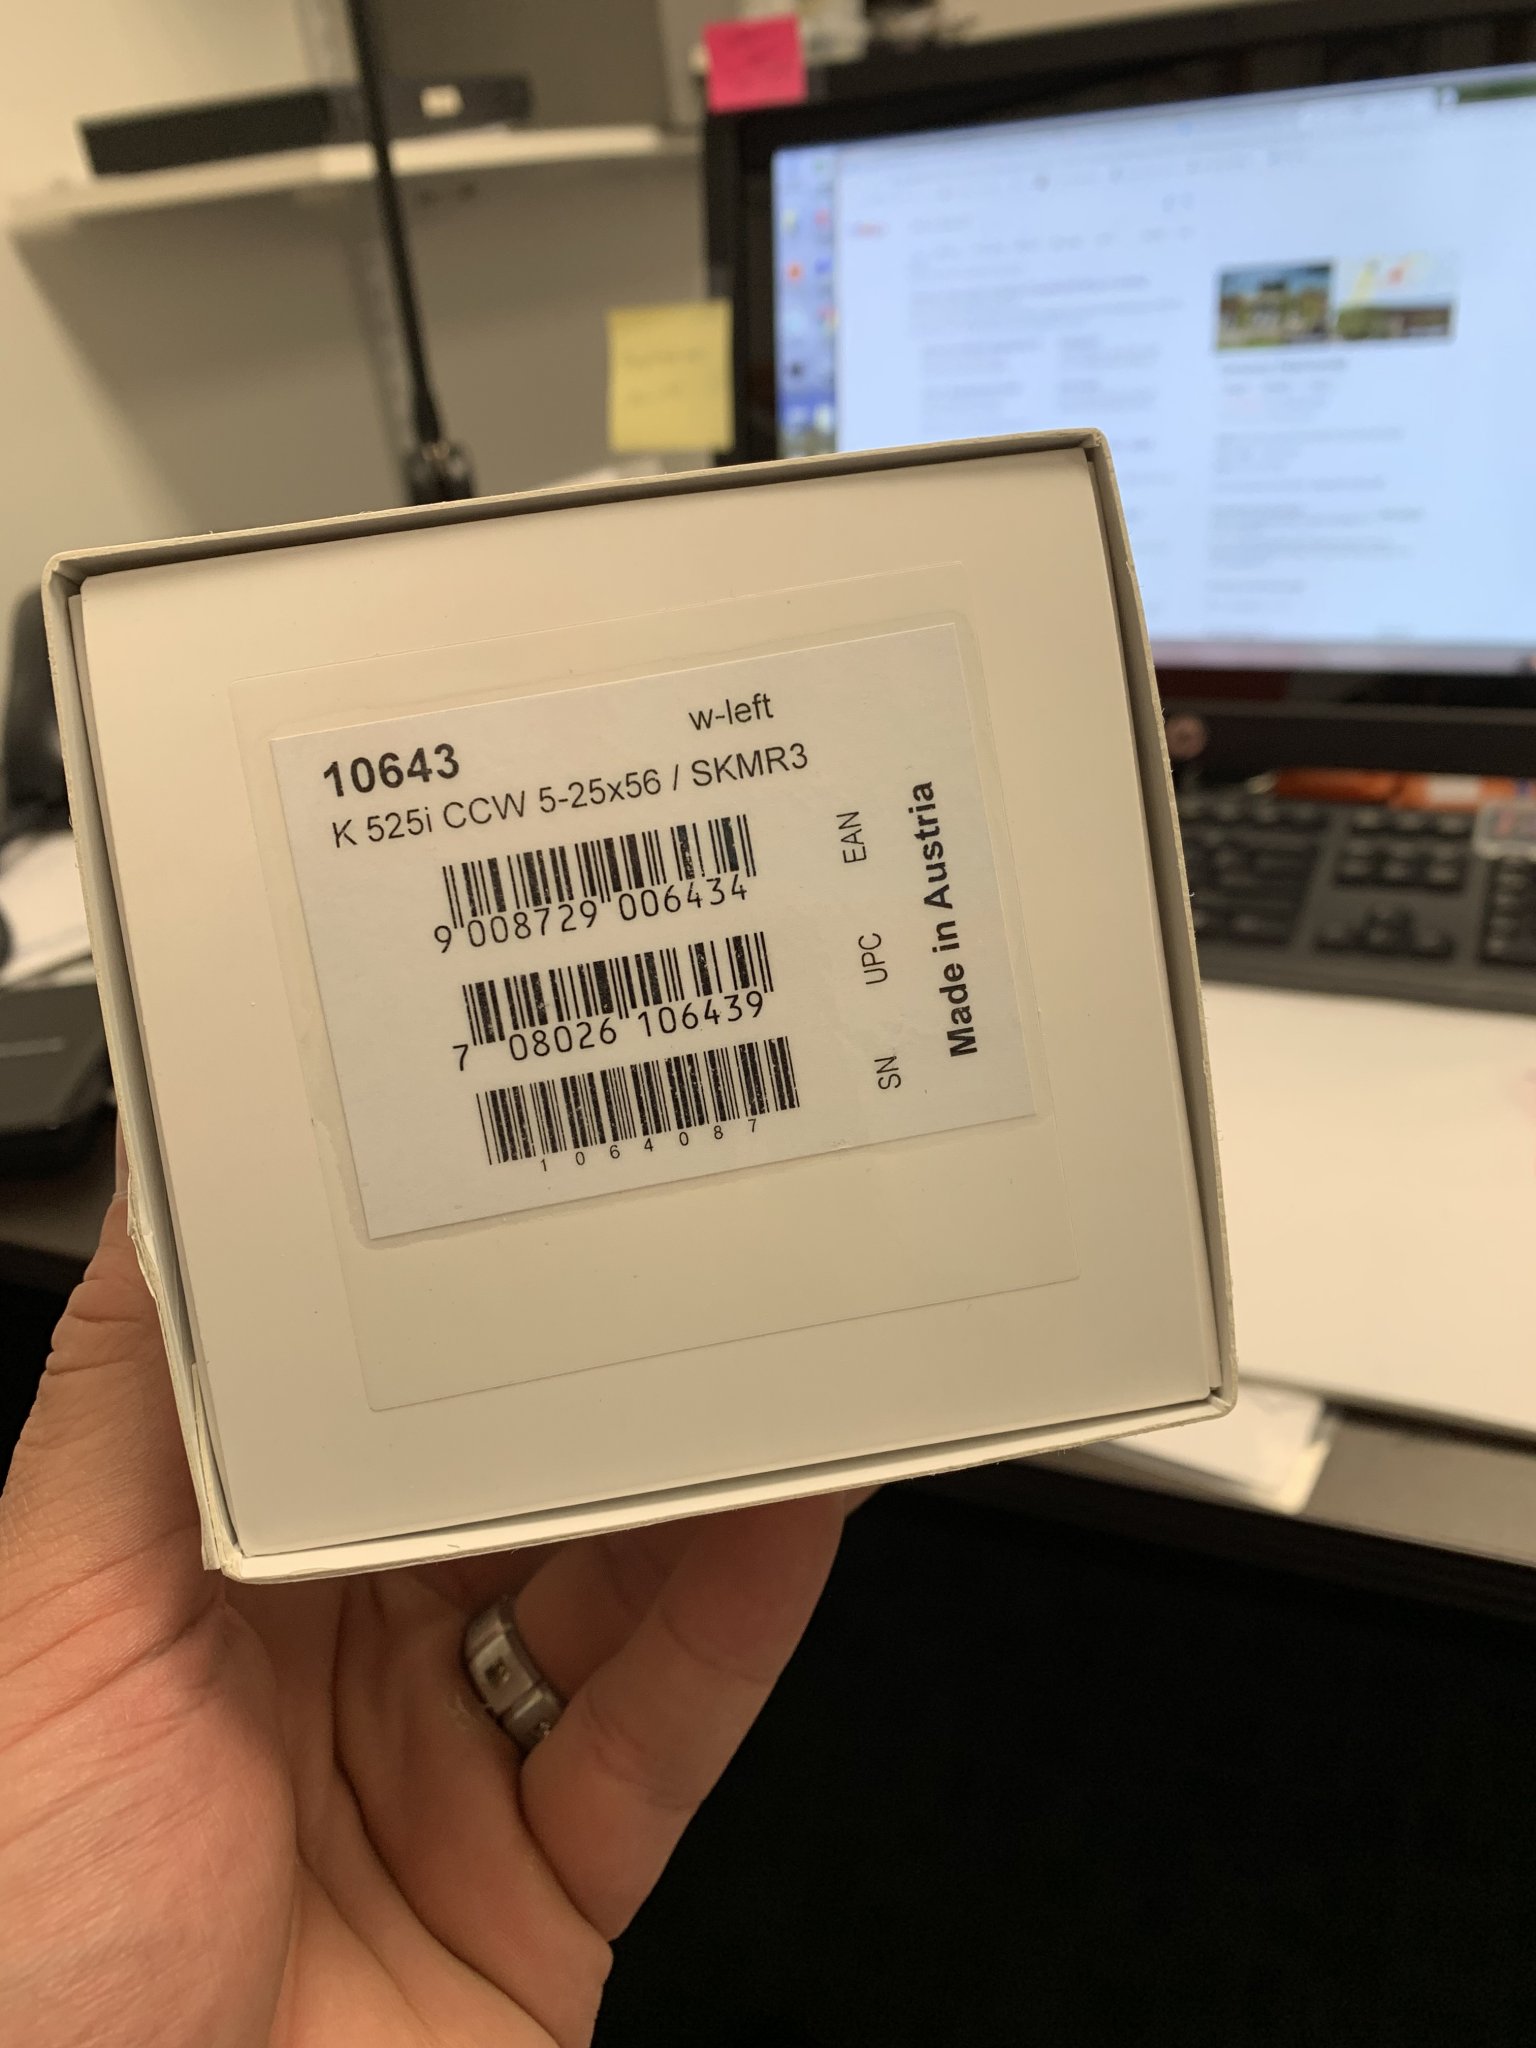 w-left
10643
K 525i CCW 5-25x56 / SKMR3
9 008729 006434
EAN
7 08026 106439
UPC
1064087
SN
Made in Austria